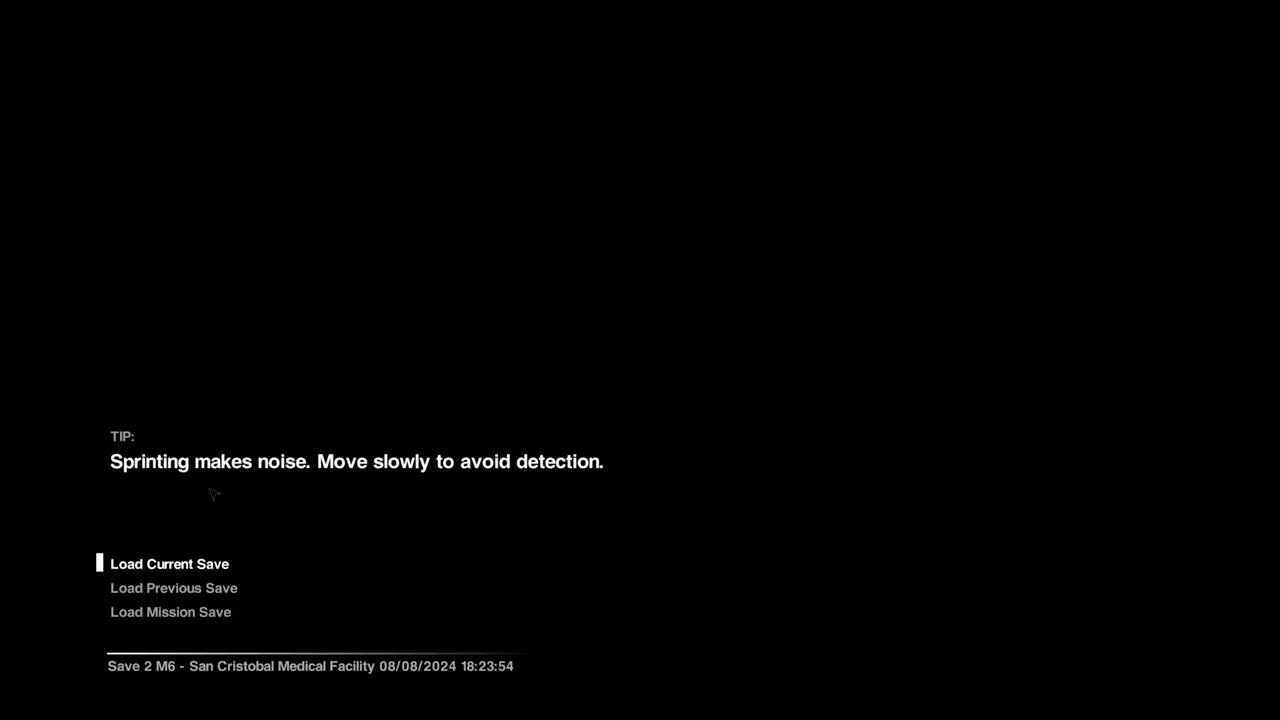 TIP:
Sprinting makes noise. Move slowly to avoid detection.
Load Current Save
Load Previous Save
Load Mission Save
Save 2 M6 - San Cristobal Medical Facility 08/08/2024 18:23:54